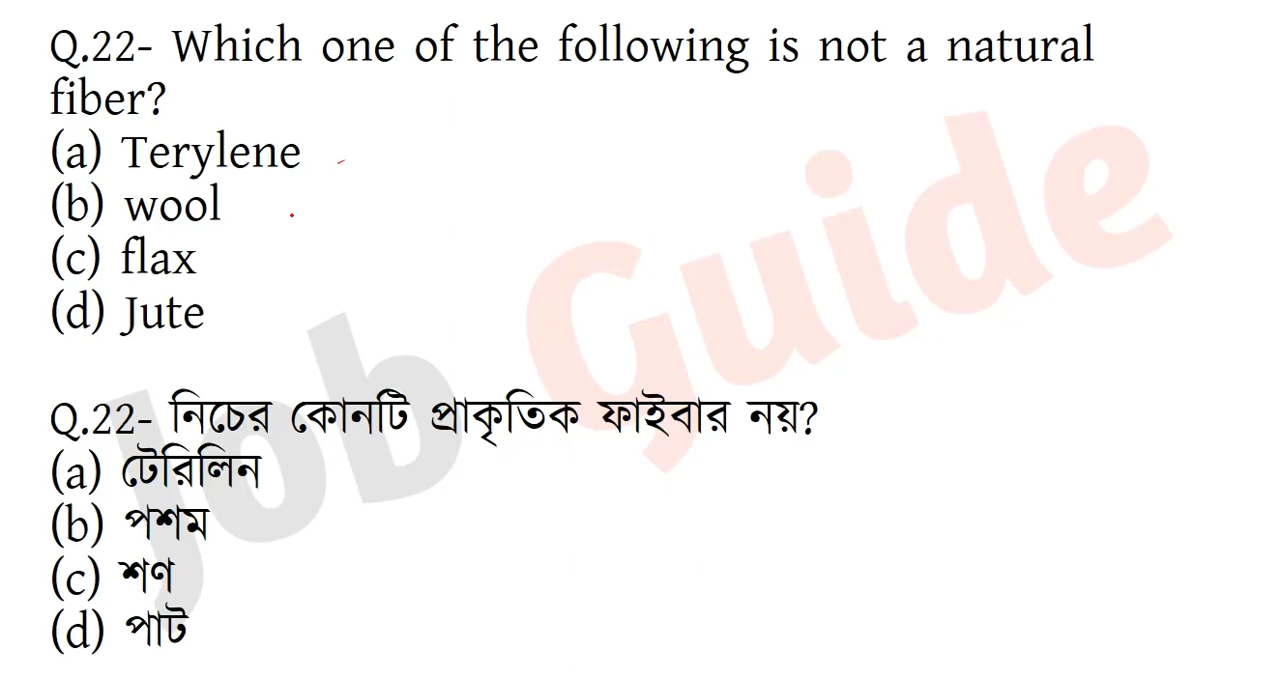 Q.22- Which one of the following is not a natural
fiber?
(a) Terylene
(b) wool
(c) flax
(d) Jute
Job Guide
Q.22- নিচের কোনটি প্রাকৃতিক ফাইবার নয়?
(a) টেরিলিন
(b) পশম
(c) শণ
(d) পাট